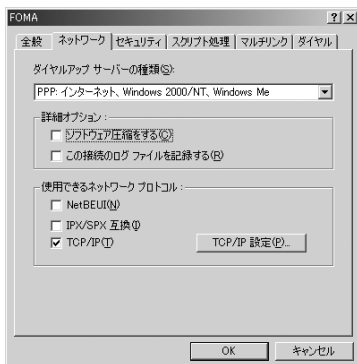 FOMA
全般 ネットワーク セキュリティ スクリプト処理 マルチリンク ダイヤル
ダイヤルアップ サーバーの種類(S):
PPP: インターネット、Windows 2000/NT、Windows Me
詳細オプション:
ソフトウェア圧縮をする(C)
この接続のログ ファイルを記録する(R)
使用できるネットワーク プロトコル:
NetBEUI(N)
IPX/SPX 互換(I)
TCP/IP(T) TCP/IP 設定(P)...
OK キャンセル